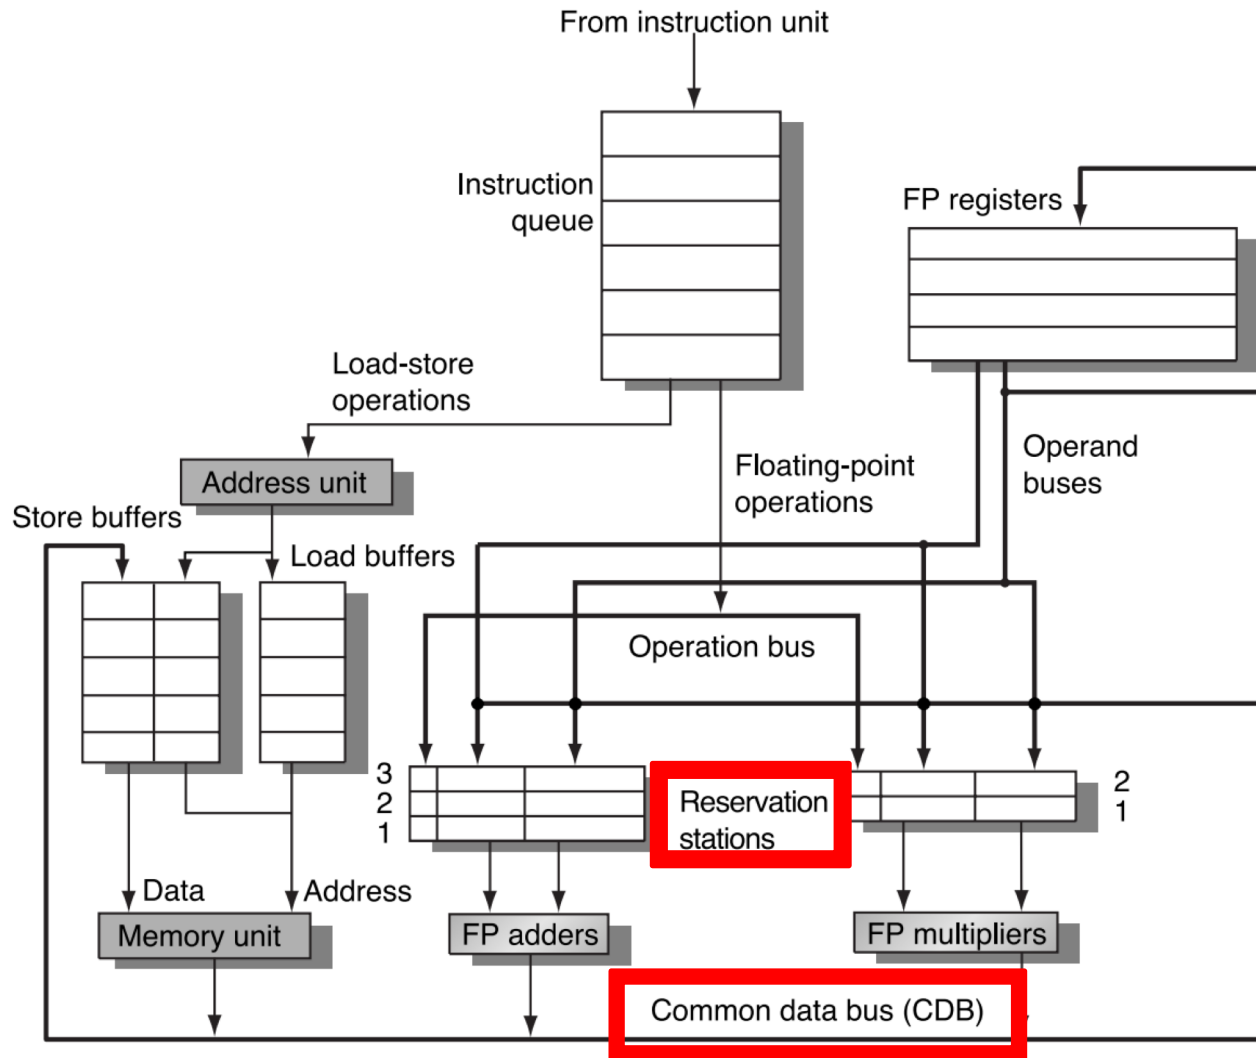 From instruction unit
Instruction
queue
FP registers
Load-store
operations
Operand
buses
Floating-point
operations
Address unit
Store buffers
Load buffers
Operation bus
3
2
1
Reservation
stations
2
1
Data
Address
Memory unit
FP adders
FP multipliers
Common data bus (CDB)